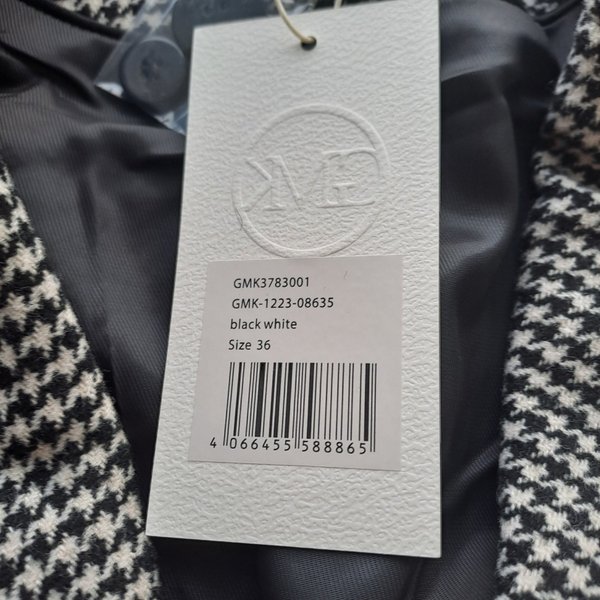 GMK
GMK3783001
GMK-1223-08635
black white
Size 36
4 066455 588865